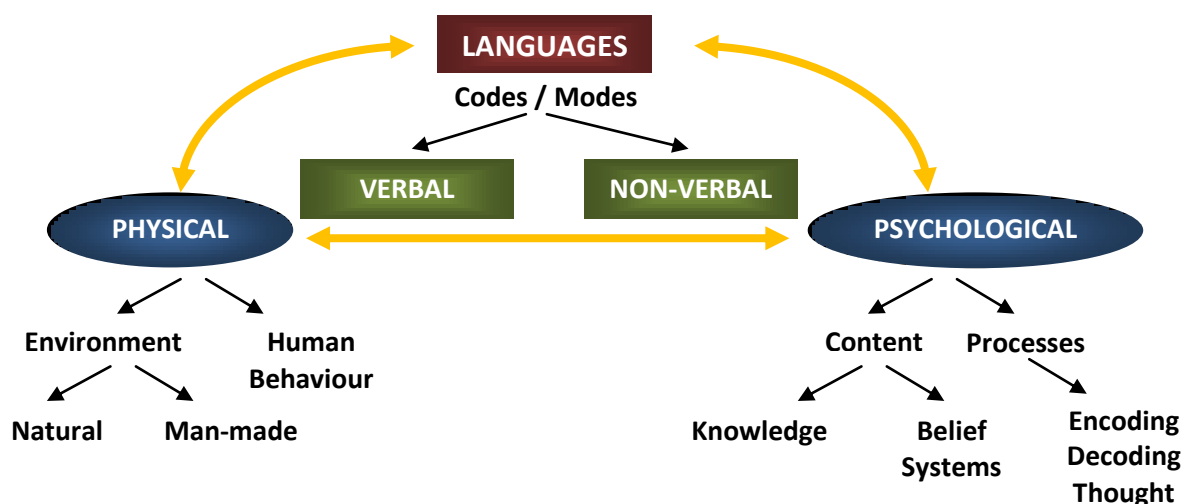 LANGUAGES
Codes / Modes
VERBAL
NON-VERBAL
PHYSICAL
PSYCHOLOGICAL
Environment
Human
Behaviour
Content
Processes
Natural
Man-made
Knowledge
Belief
Systems
Encoding
Decoding
Thought